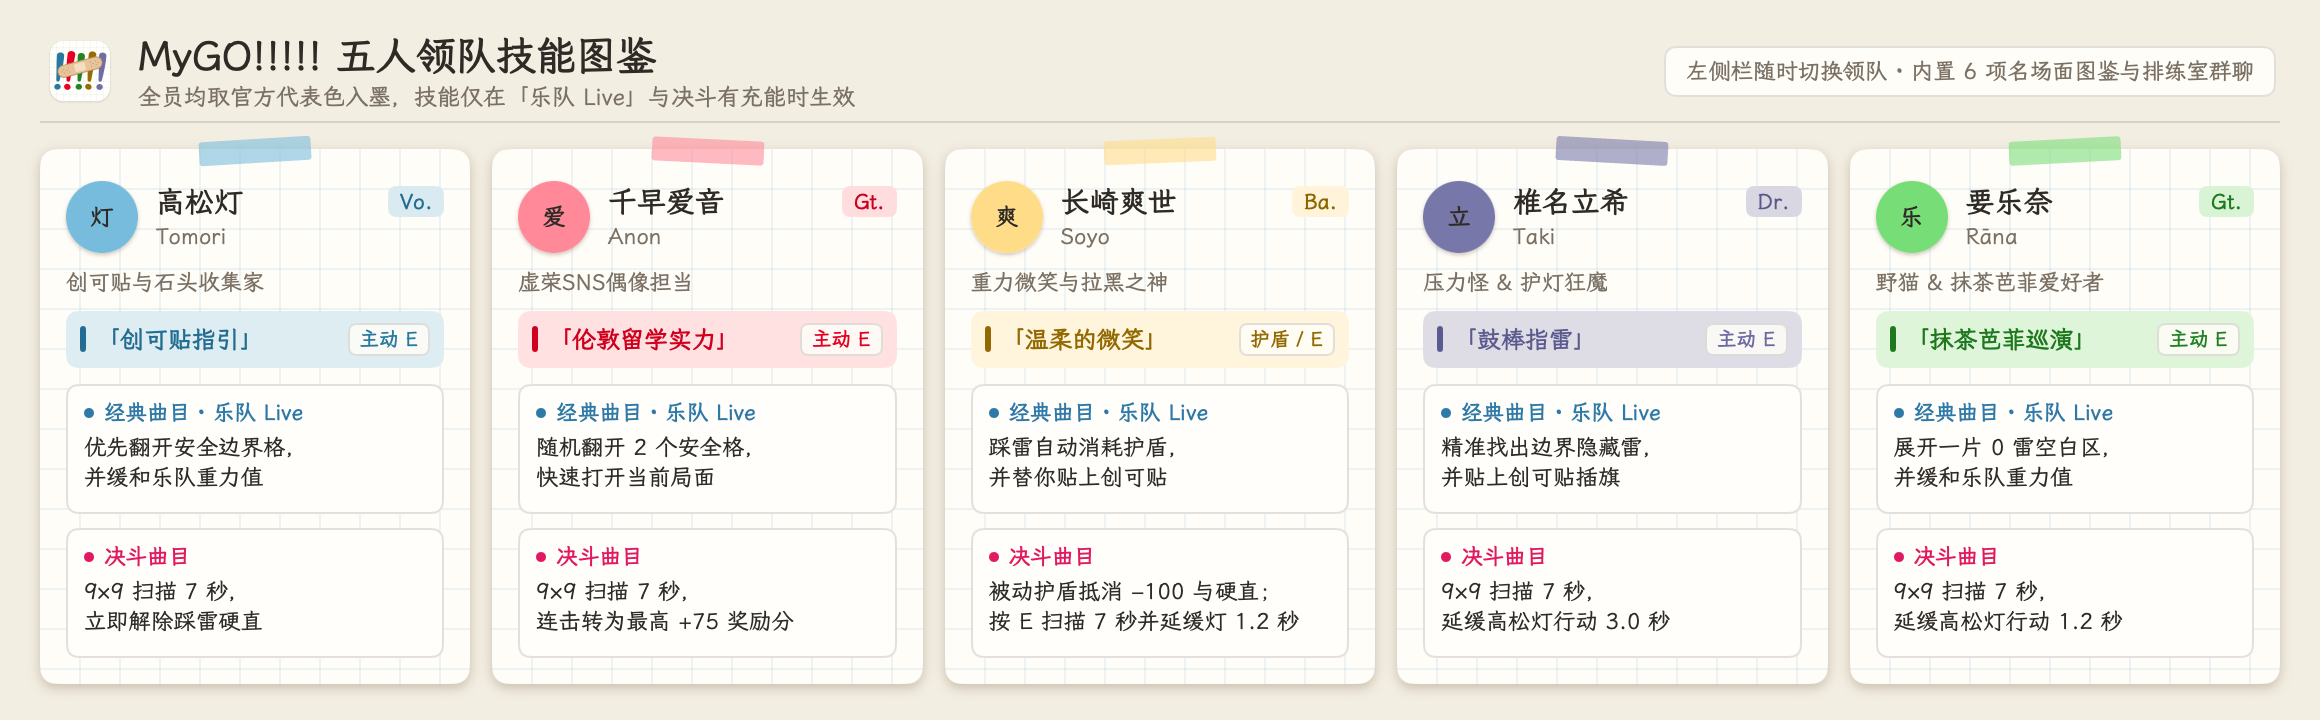 MyGO!!!!! 五人领队技能图鉴
全员均取官方代表色入墨，技能仅在「乐队 Live」与决斗有充能时生效
左侧栏随时切换领队・内置 6 项名场面图鉴与排练室群聊
灯
高松灯
Vo.
Tomori
创可贴与石头收集家
「创可贴指引」
主动 E
经典曲目・乐队 Live
优先翻开安全边界格，
并缓和乐队重力值
决斗曲目
9×9 扫描 7 秒，
立即解除踩雷硬直
爱
千早爱音
Gt.
Anon
虚荣SNS偶像担当
「伦敦留学实力」
主动 E
经典曲目・乐队 Live
随机翻开 2 个安全格，
快速打开当前局面
决斗曲目
9×9 扫描 7 秒，
连击转为最高 +75 奖励分
爽
长崎爽世
Ba.
Soyo
重力微笑与拉黑之神
「温柔的微笑」
护盾 / E
经典曲目・乐队 Live
踩雷自动消耗护盾，
并替你贴上创可贴
决斗曲目
被动护盾抵消 −100 与硬直；
按 E 扫描 7 秒并延缓灯 1.2 秒
立
椎名立希
Dr.
Taki
压力怪 & 护灯狂魔
「鼓棒指雷」
主动 E
经典曲目・乐队 Live
精准找出边界隐藏雷，
并贴上创可贴插旗
决斗曲目
9×9 扫描 7 秒，
延缓高松灯行动 3.0 秒
乐
要乐奈
Gt.
Rāna
野猫 & 抹茶芭菲爱好者
「抹茶芭菲巡演」
主动 E
经典曲目・乐队 Live
展开一片 0 雷空白区，
并缓和乐队重力值
决斗曲目
9×9 扫描 7 秒，
延缓高松灯行动 1.2 秒